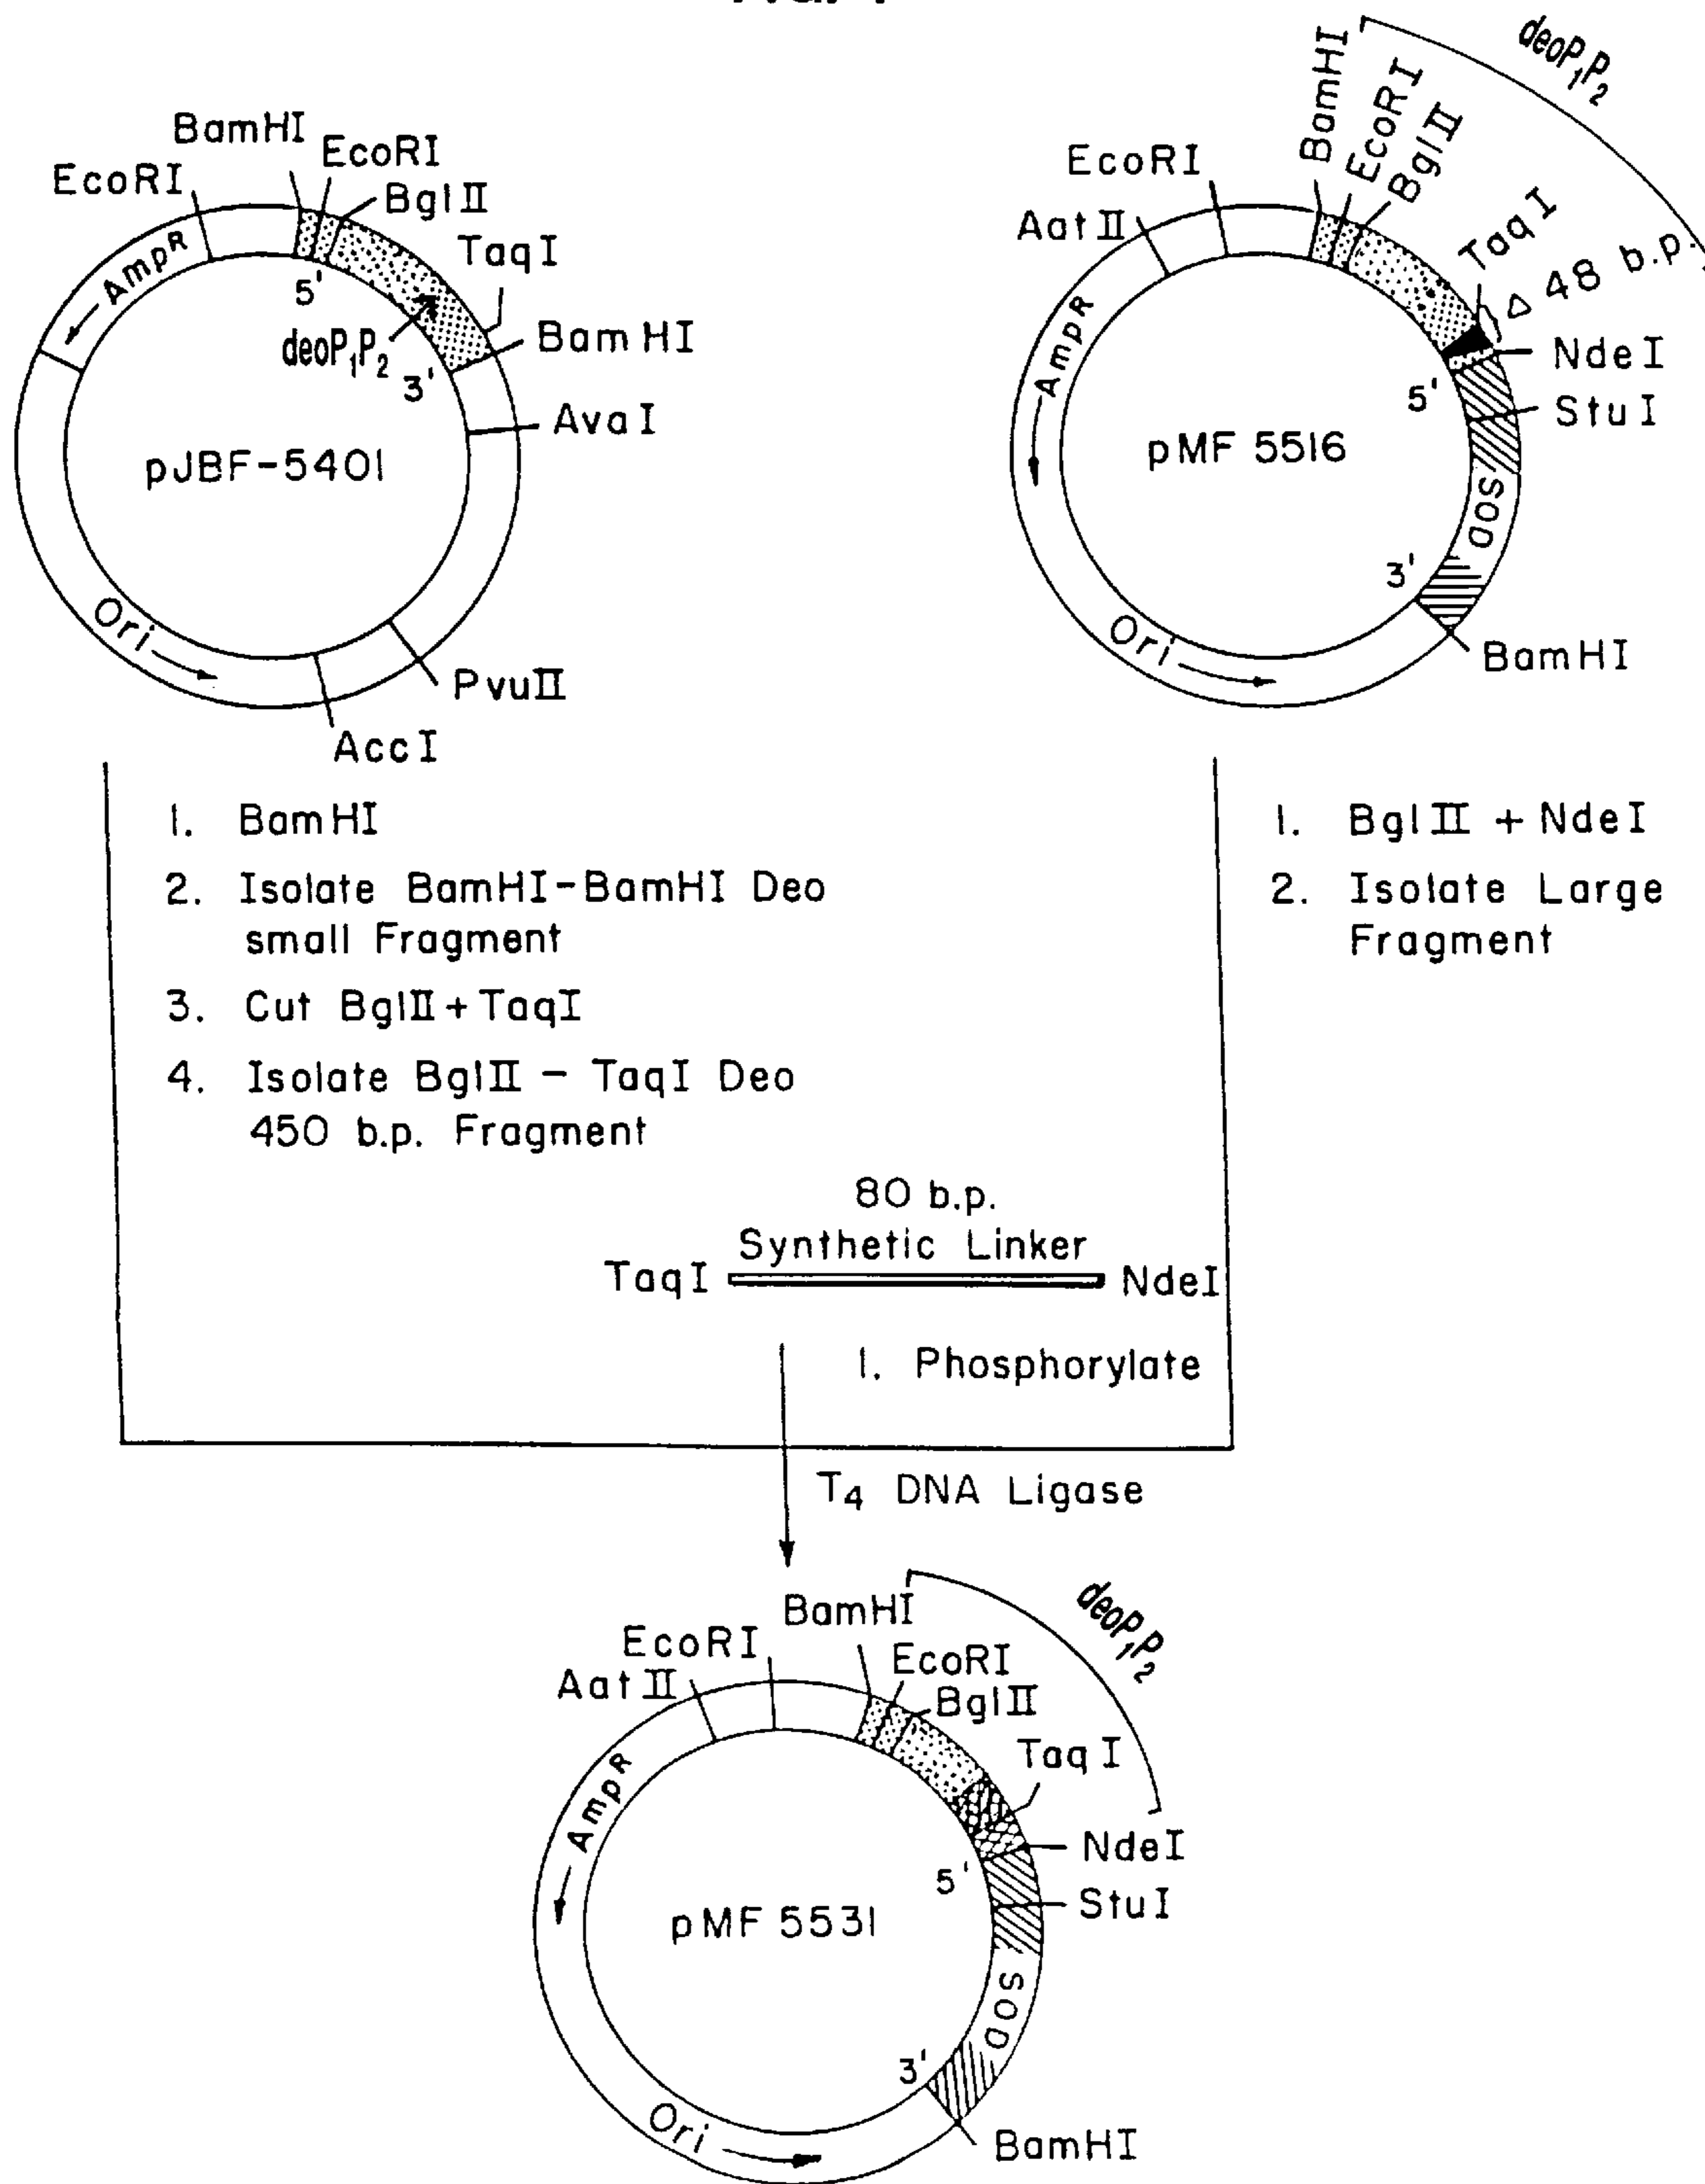 BamHI
EcoRI
EcoRI
BglII
TaqI
AmpR
5'
deoP1P2
3'
BamHI
AvaI
pJBF-5401
Ori
PvuII
AccI
deoP1P2
BamHI
EcoRI
BglII
EcoRI
AatII
TaqI
Δ 48 b.p.
AmpR
NdeI
5'
StuI
pMF 5516
SOD
3'
Ori
BamHI
1. BamHI
2. Isolate BamHI-BamHI Deo
small Fragment
3. Cut BglII+TaqI
4. Isolate BglII - TaqI Deo
450 b.p. Fragment
1. BglII + NdeI
2. Isolate Large
Fragment
80 b.p.
Synthetic Linker
TaqI NdeI
1. Phosphorylate
T4 DNA Ligase
BamHI
deoP1P2
EcoRI
EcoRI
AatII
BglII
TaqI
AmpR
NdeI
5'
StuI
pMF 5531
SOD
3'
Ori
BamHI